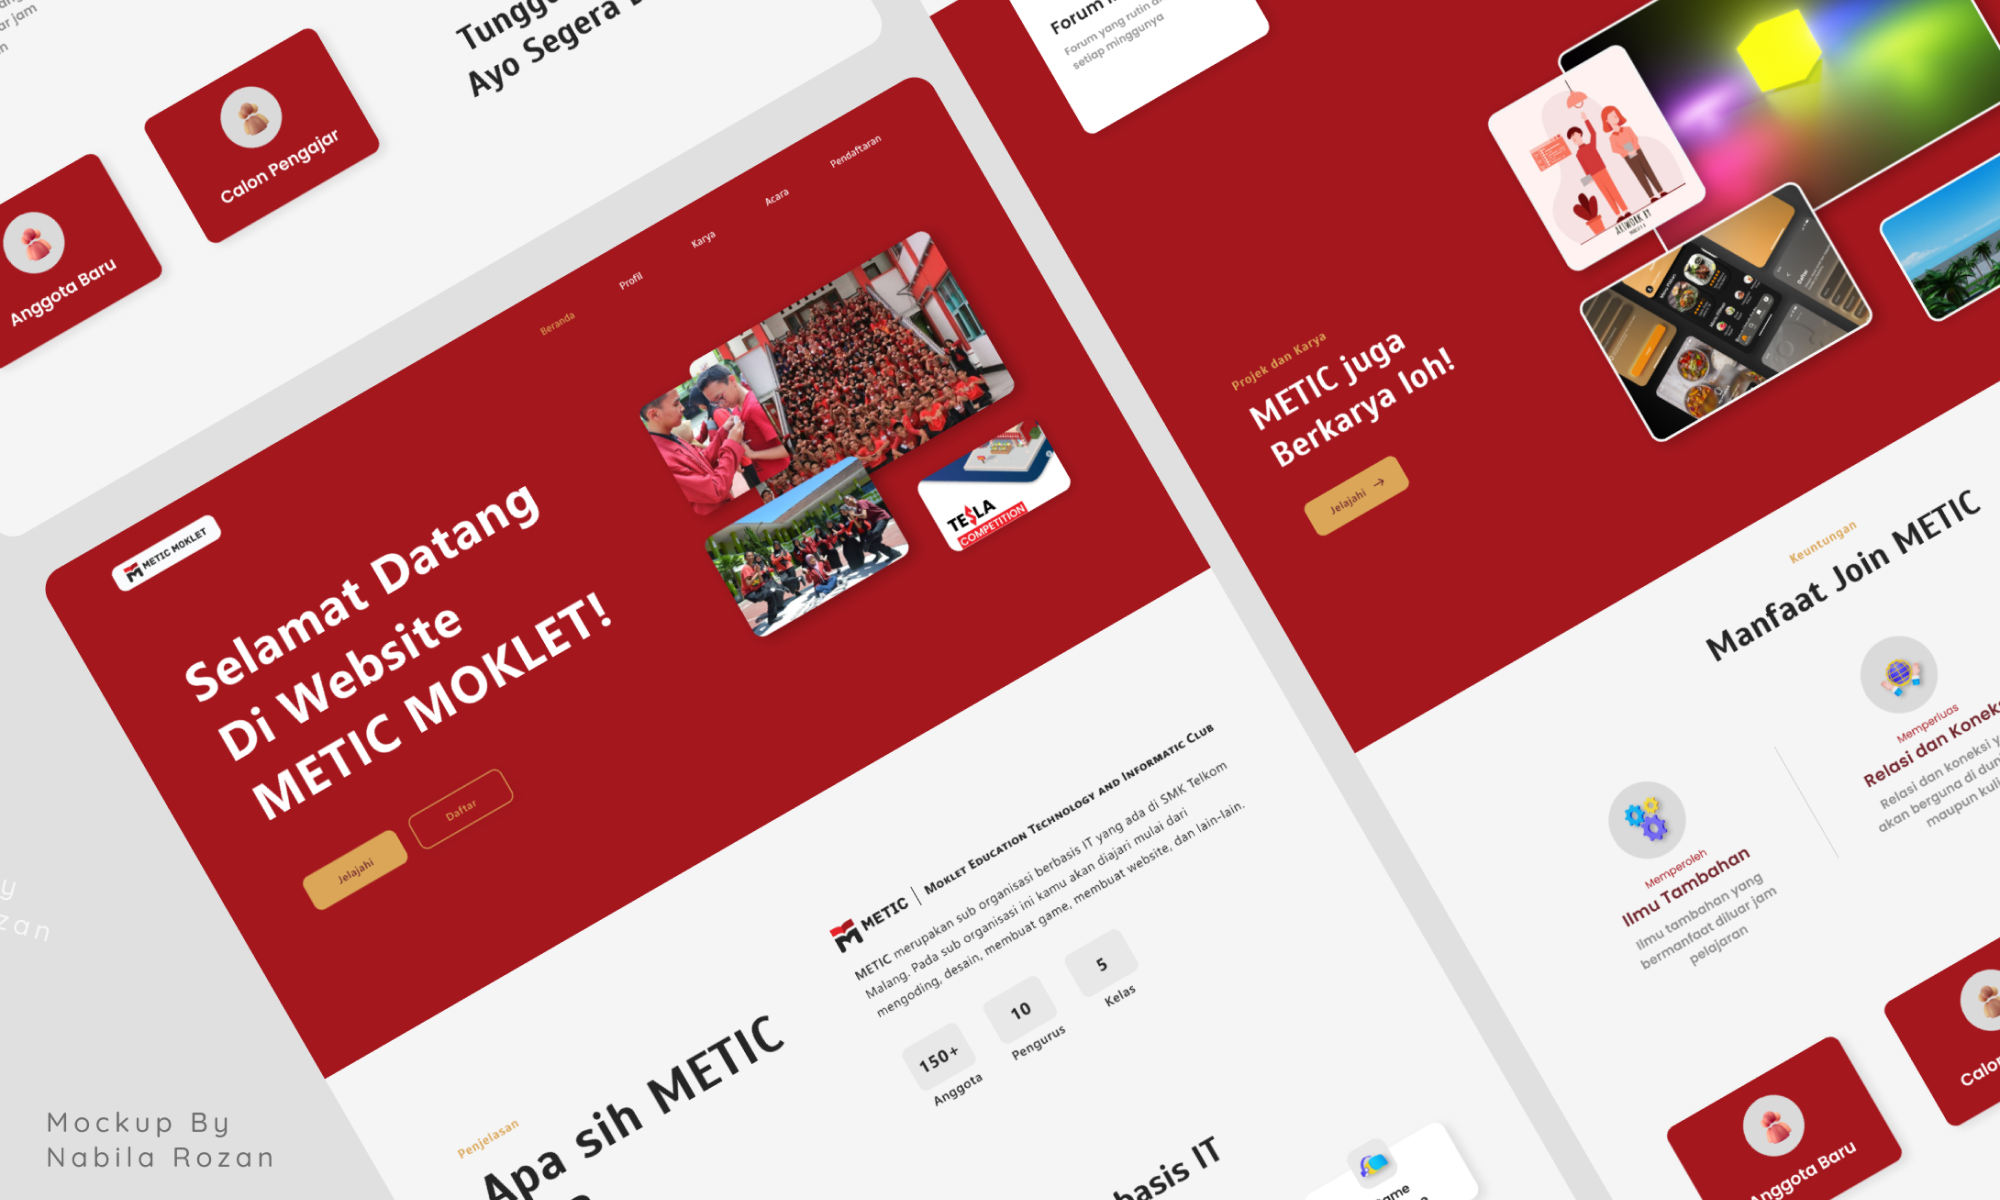 ar jam
Tungg
Ayo Segera
Calon Pengajar
Anggota Baru
METIC MOKLET
Beranda
Profil
Karya
Acara
Pendaftaran
Selamat Datang
Di Website
METIC MOKLET!
Jelajahi
Daftar
TESLA
COMPETITION
METIC
Moklet Education Technology and Informatic Club
METIC merupakan sub organisasi berbasis IT yang ada di SMK Telkom
Malang. Pada sub organisasi ini kamu akan diajari mulai dari
mengoding, desain, membuat game, membuat website, dan lain-lain.
150+
Anggota
10
Pengurus
5
Kelas
Penjelasan
Apa sih METIC
basis IT
ame
Forum
Forum yang rutin
setiap minggunya
ARTWORK BY
Projek dan Karya
METIC juga
Berkarya loh!
Jelajahi →
Keuntungan
Manfaat Join METIC
Memperoleh
Ilmu Tambahan
Ilmu tambahan yang
bermanfaat diluar jam
pelajaran
Memperluas
Relasi dan Koneks
Relasi dan koneksi y
akan berguna di dun
maupun kuli
Anggota Baru
Calo
y
zan
Mockup By
Nabila Rozan